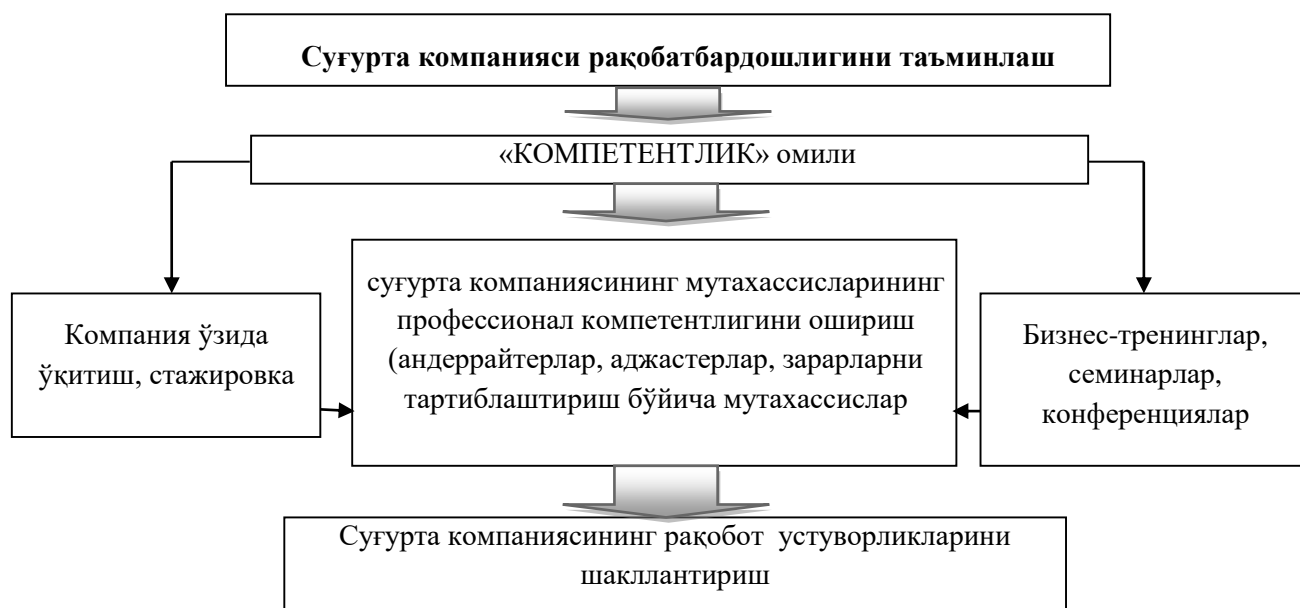 Суғурта компанияси рақобатбардошлигини таъминлаш
«КОМПЕТЕНТЛИК» омили
Компания ўзида
ўқитиш, стажировка
суғурта компаниясининг мутахассисларининг
профессионал компетентлигини ошириш
(андеррайтерлар, аджастерлар, зарарларни
тартиблаштириш бўйича мутахассислар
Бизнес-тренинглар,
семинарлар,
конференциялар
Суғурта компаниясининг рақобот устуворликларини
шакллантириш